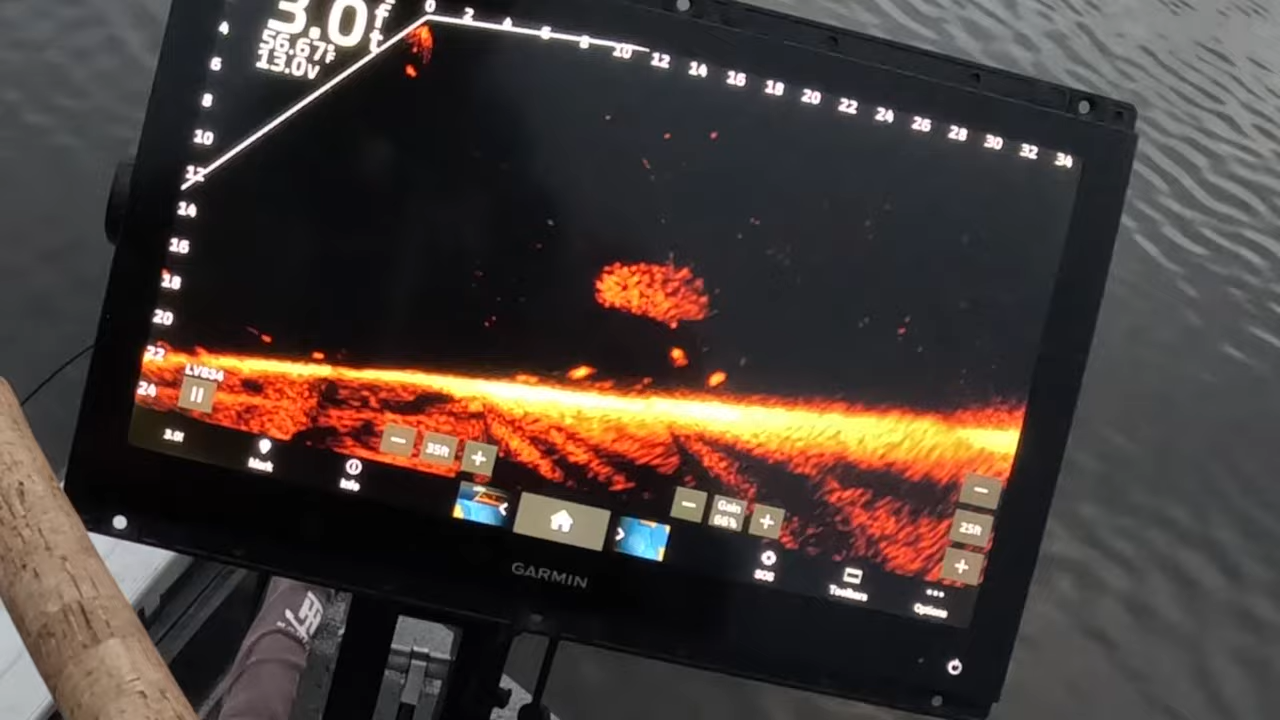 3.0ft
56.67°F
13.0v
0 2 4 6 8 10 12 14 16 18 20 22 24 26 28 30 32 34
4
6
8
10
12
14
16
18
20
22
24
LVS34
3.0f
Mark
Info
35ft
Gain
66%
25ft
SOS
Toolbars
Options
GARMIN